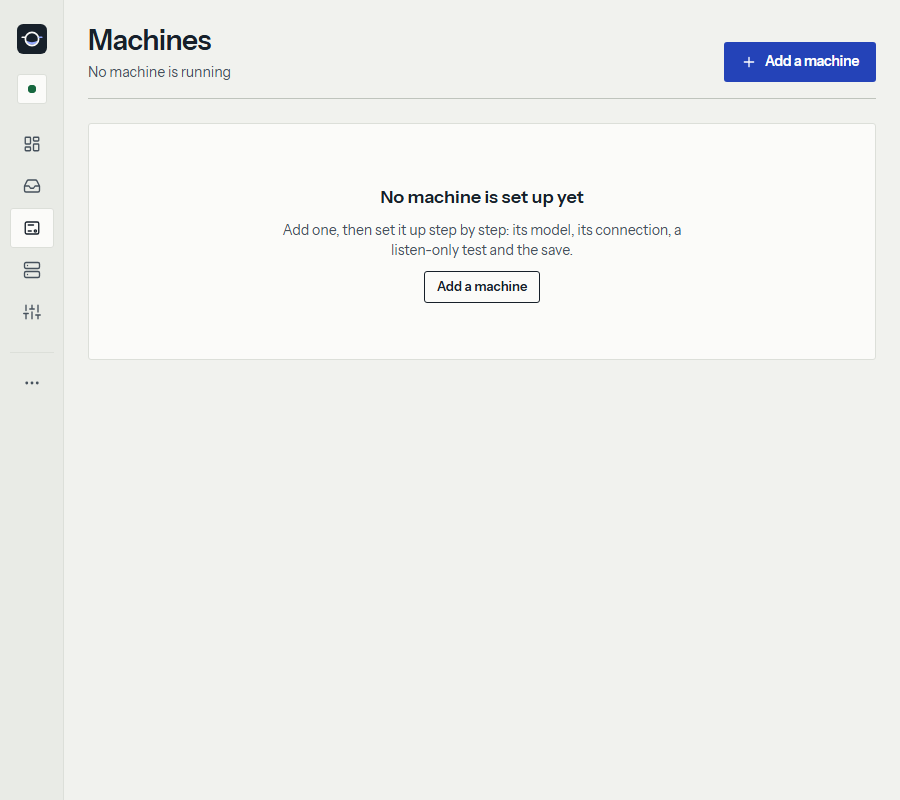 Machines
No machine is running
Add a machine
No machine is set up yet
Add one, then set it up step by step: its model, its connection, a
listen-only test and the save.
Add a machine